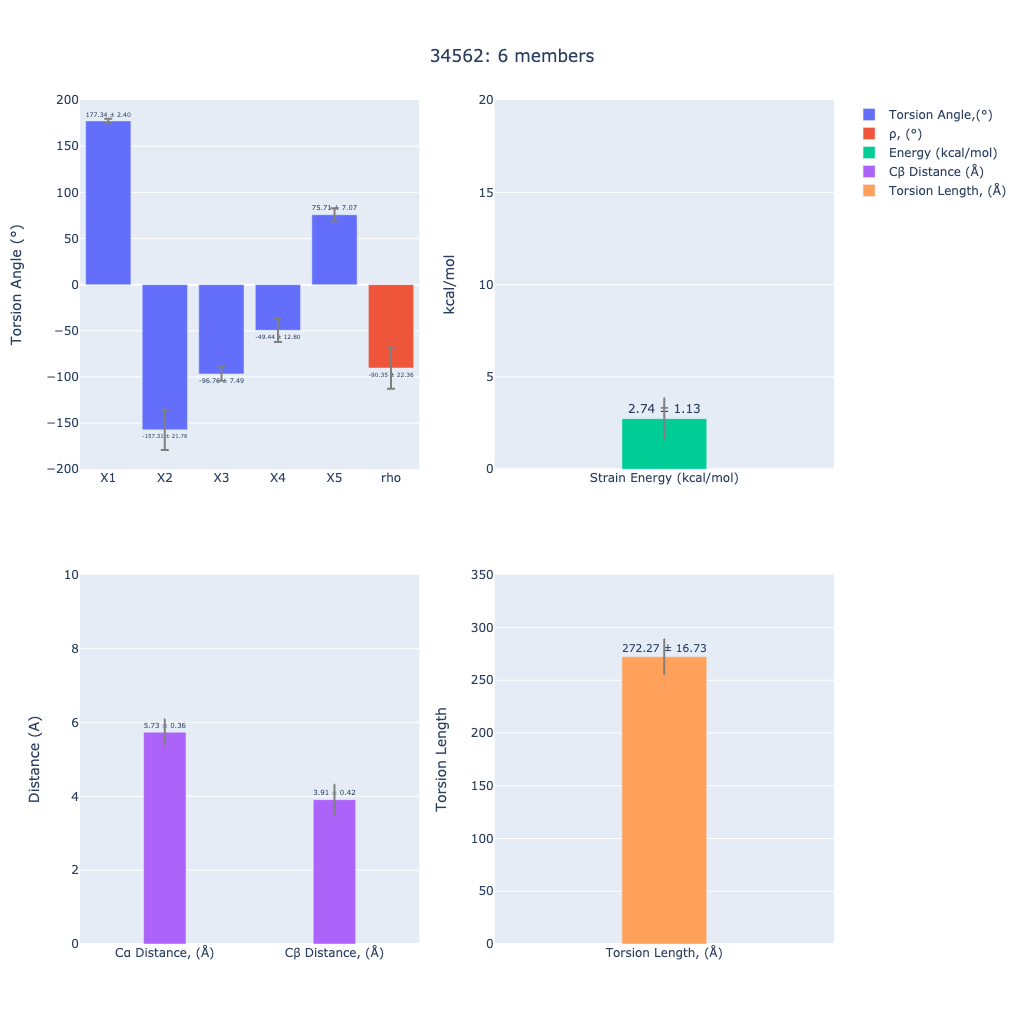 34562: 6 members
Torsion Angle (°)
200
150
100
50
0
−50
−100
−150
−200
177.34 ± 2.40
-157.31 ± 21.76
-96.76 ± 7.49
-49.44 ± 12.80
75.71 ± 7.07
-90.35 ± 22.36
X1 X2 X3 X4 X5 rho
kcal/mol
20
15
10
5
0
2.74 ± 1.13
Strain Energy (kcal/mol)
Torsion Angle,(°)
ρ, (°)
Energy (kcal/mol)
Cβ Distance (Å)
Torsion Length, (Å)
Distance (A)
10
8
6
4
2
0
5.73 ± 0.36
3.91 ± 0.42
Cα Distance, (Å) Cβ Distance, (Å)
Torsion Length
350
300
250
200
150
100
50
0
272.27 ± 16.73
Torsion Length, (Å)